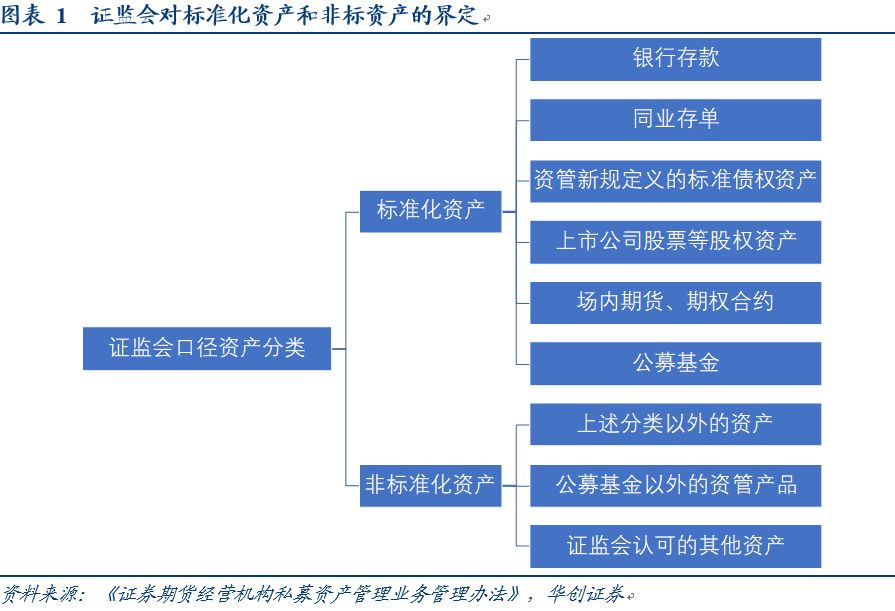 图表 1 证监会对标准化资产和非标资产的界定
银行存款
同业存单
资管新规定义的标准债权资产
标准化资产
上市公司股票等股权资产
场内期货、期权合约
证监会口径资产分类
公募基金
上述分类以外的资产
非标准化资产
公募基金以外的资管产品
证监会认可的其他资产
资料来源：《证券期货经营机构私募资产管理业务管理办法》，华创证券